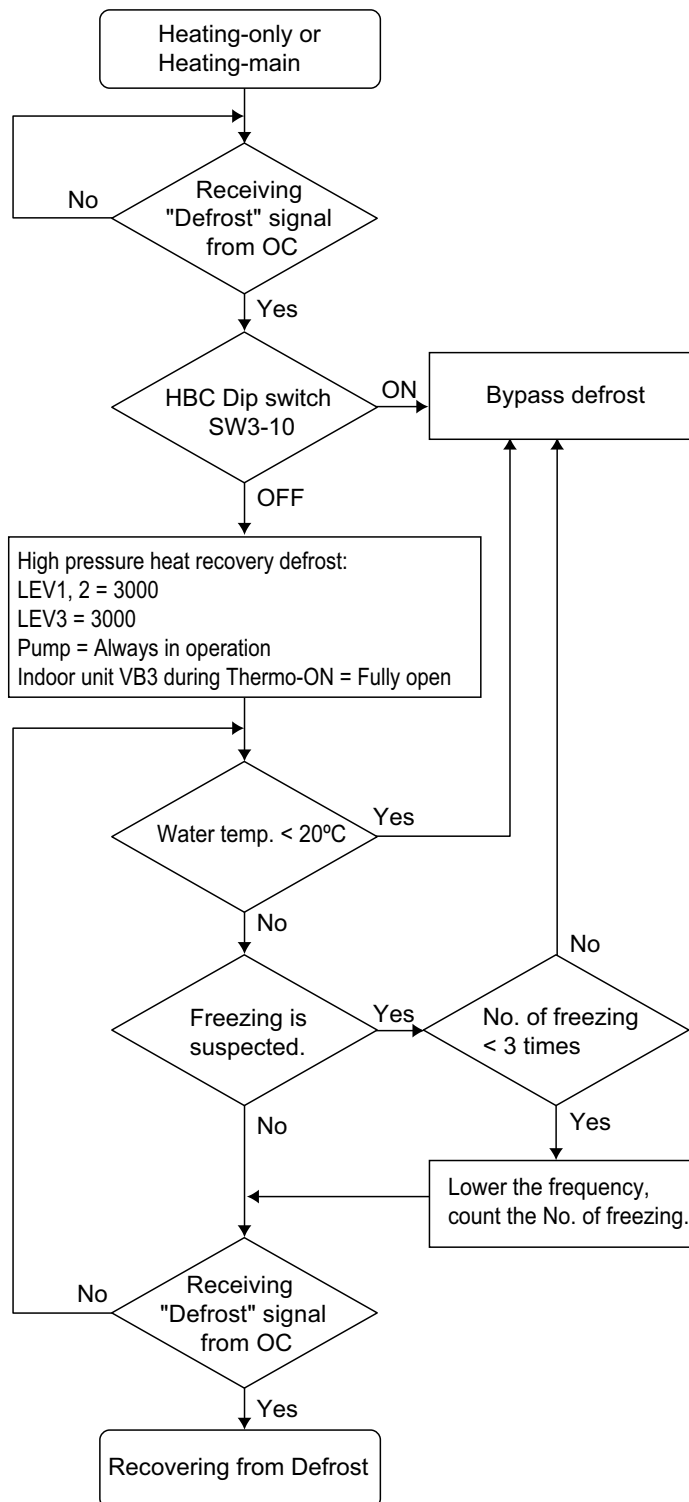 Heating-only or
Heating-main
No
Receiving
"Defrost" signal
from OC
Yes
HBC Dip switch
SW3-10
ON
Bypass defrost
OFF
High pressure heat recovery defrost:
LEV1, 2 = 3000
LEV3 = 3000
Pump = Always in operation
Indoor unit VB3 during Thermo-ON = Fully open
Water temp. < 20ºC
Yes
No
Freezing is
suspected.
Yes
No. of freezing
< 3 times
No
Yes
No
Lower the frequency,
count the No. of freezing.
No
Receiving
"Defrost" signal
from OC
Yes
Recovering from Defrost